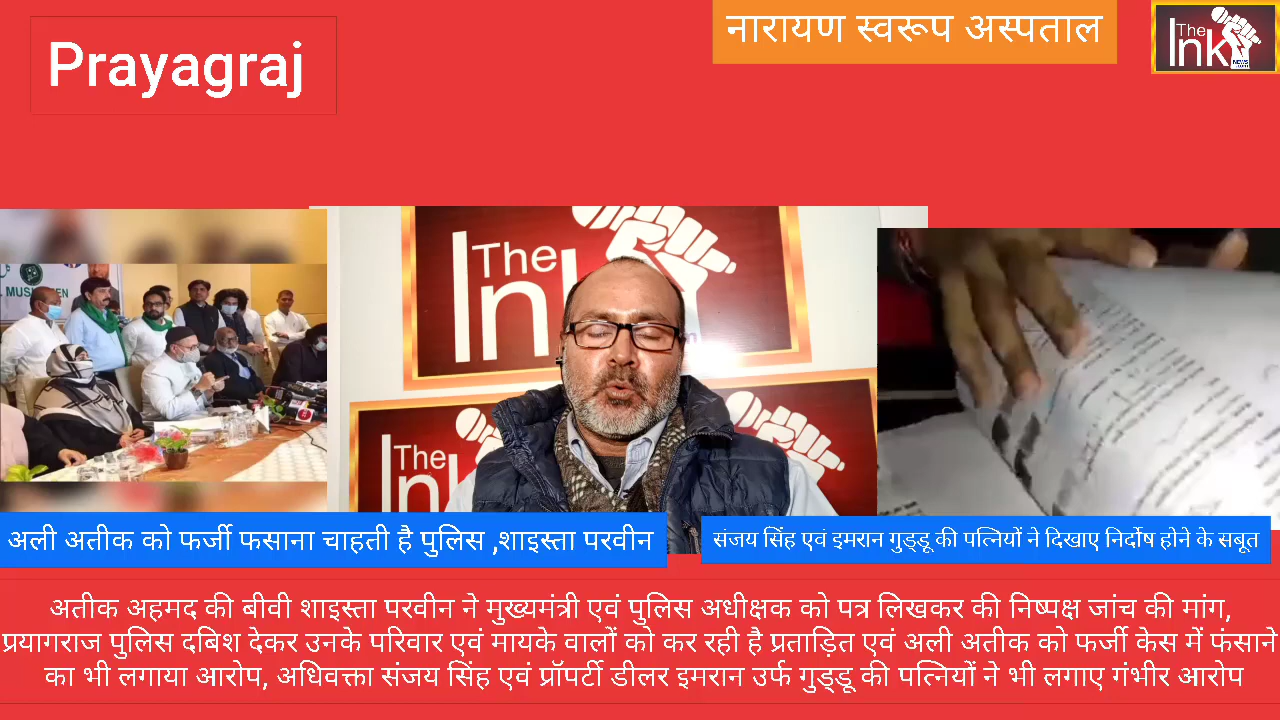 Prayagraj
नारायण स्वरूप अस्पताल
The
Ink
NEWS
The
Ink
The
In
MUSLIMEEN
अली अतीक को फर्जी फसाना चाहती है पुलिस ,शाइस्ता परवीन
संजय सिंह एवं इमरान गुड्डू की पत्नियों ने दिखाए निर्दोष होने के सबूत
अतीक अहमद की बीवी शाइस्ता परवीन ने मुख्यमंत्री एवं पुलिस अधीक्षक को पत्र लिखकर की निष्पक्ष जांच की मांग,
प्रयागराज पुलिस दबिश देकर उनके परिवार एवं मायके वालों को कर रही है प्रताड़ित एवं अली अतीक को फर्जी केस में फंसाने
का भी लगाया आरोप, अधिवक्ता संजय सिंह एवं प्रॉपर्टी डीलर इमरान उर्फ गुड्डू की पत्नियों ने भी लगाए गंभीर आरोप